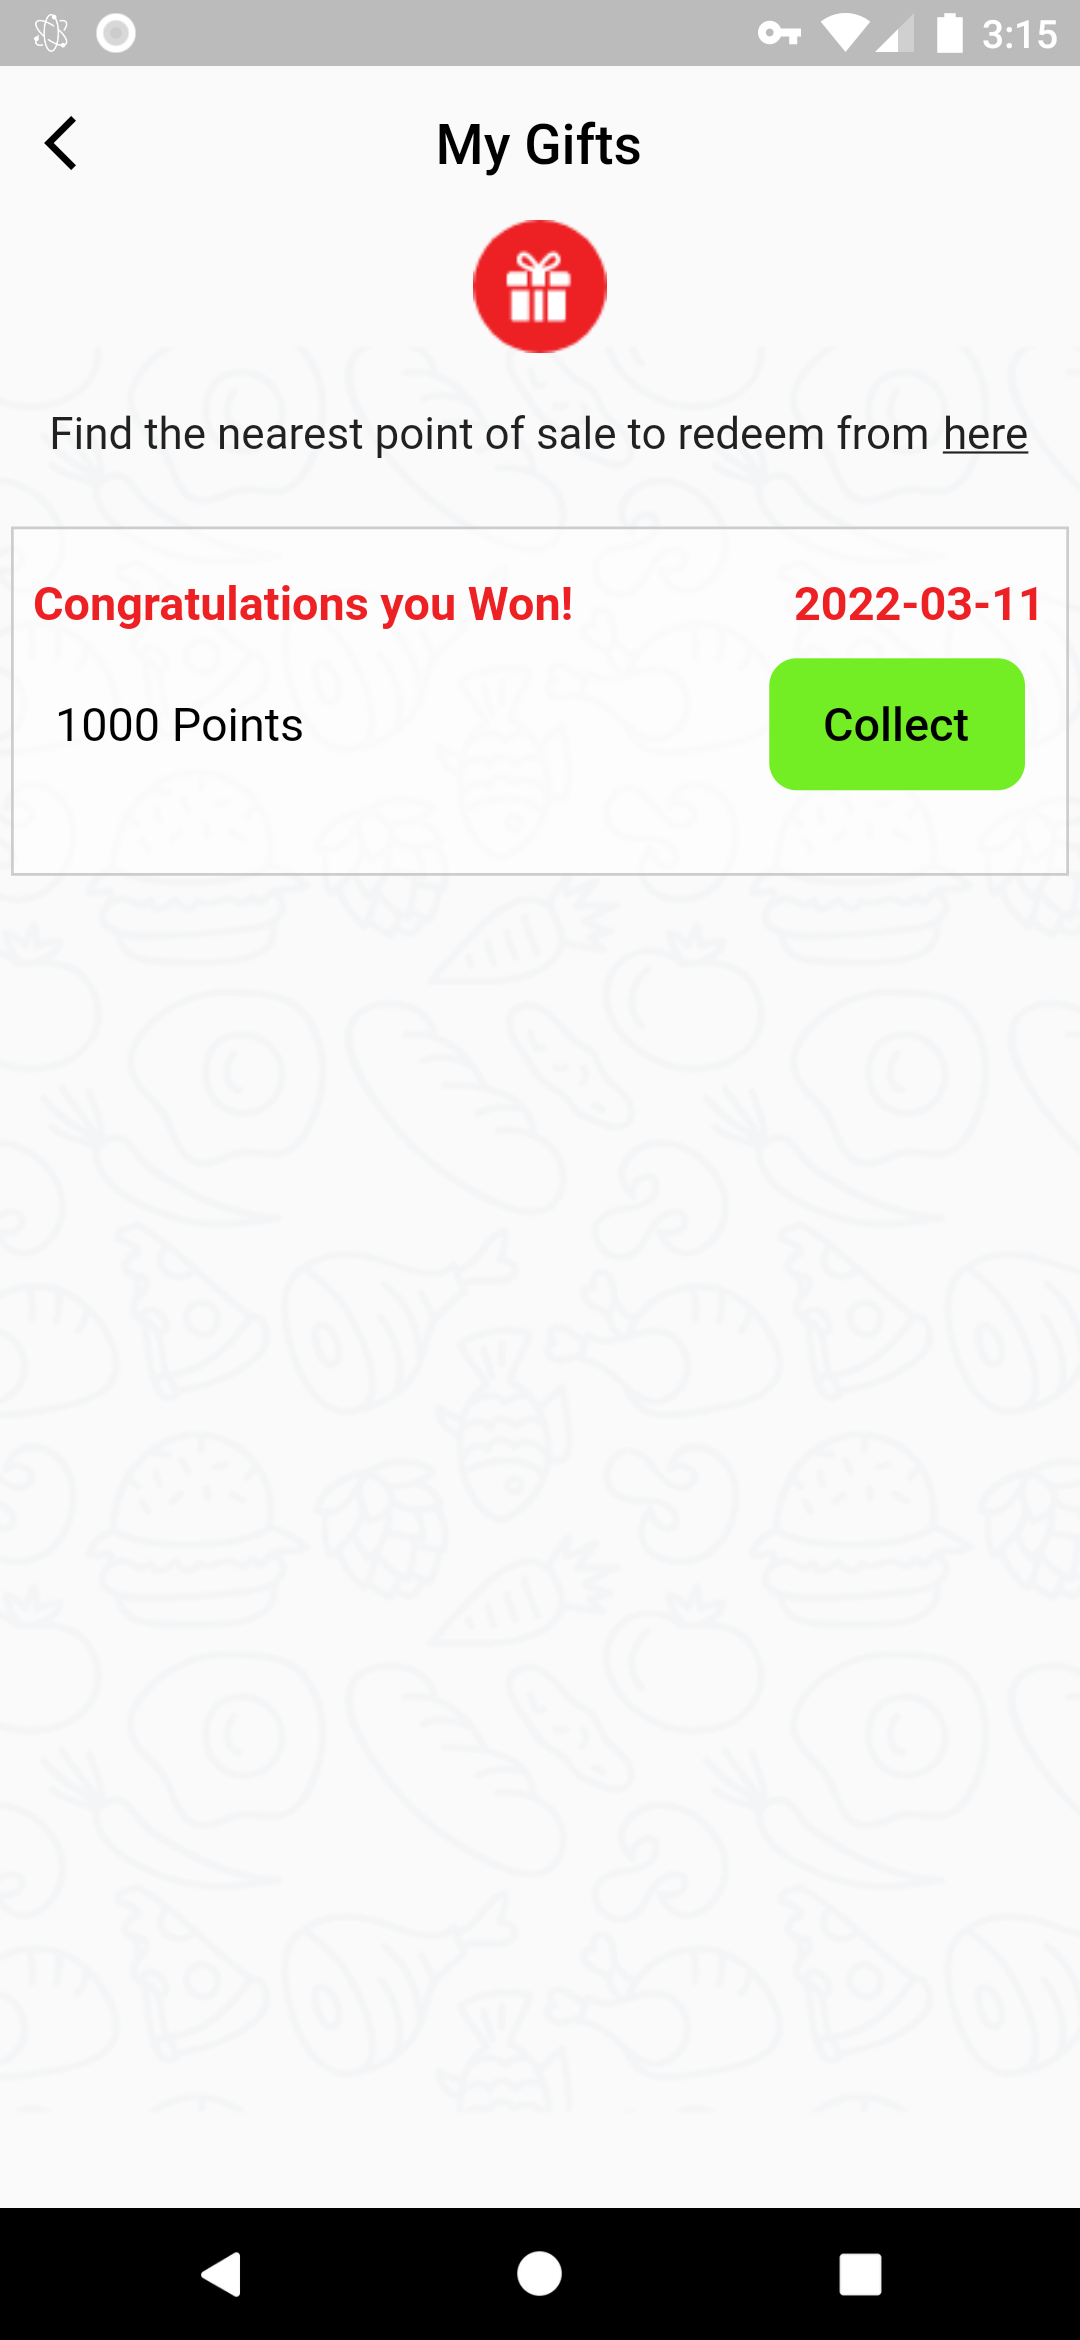 3:15
My Gifts
Find the nearest point of sale to redeem from here
Congratulations you Won! 2022-03-11
1000 Points Collect